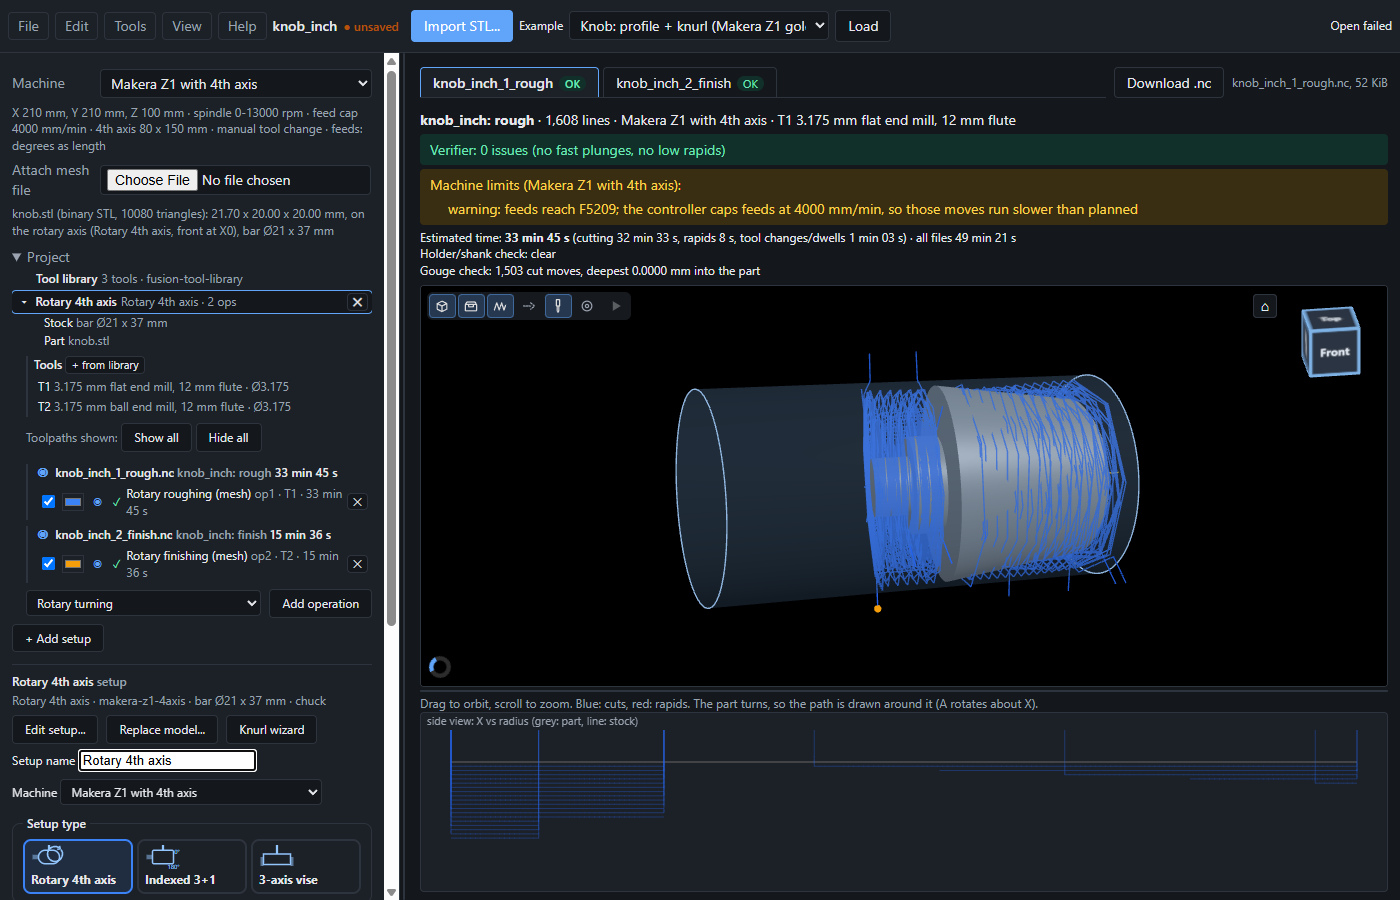 File Edit Tools View Help knob_inch ● unsaved Import STL... Example Knob: profile + knurl (Makera Z1 gol Load Open failed
Machine Makera Z1 with 4th axis
X 210 mm, Y 210 mm, Z 100 mm · spindle 0-13000 rpm · feed cap
4000 mm/min · 4th axis 80 x 150 mm · manual tool change · feeds:
degrees as length
Attach mesh file Choose File No file chosen
knob.stl (binary STL, 10080 triangles): 21.70 x 20.00 x 20.00 mm, on
the rotary axis (Rotary 4th axis, front at X0), bar Ø21 x 37 mm
Project
Tool library 3 tools · fusion-tool-library
Rotary 4th axis Rotary 4th axis · 2 ops
Stock bar Ø21 x 37 mm
Part knob.stl
Tools + from library
T1 3.175 mm flat end mill, 12 mm flute · Ø3.175
T2 3.175 mm ball end mill, 12 mm flute · Ø3.175
Toolpaths shown: Show all Hide all
knob_inch_1_rough.nc knob_inch: rough 33 min 45 s
Rotary roughing (mesh) op1 · T1 · 33 min
45 s
knob_inch_2_finish.nc knob_inch: finish 15 min 36 s
Rotary finishing (mesh) op2 · T2 · 15 min
36 s
Rotary turning Add operation
+ Add setup
Rotary 4th axis setup
Rotary 4th axis · makera-z1-4axis · bar Ø21 x 37 mm · chuck
Edit setup... Replace model... Knurl wizard
Setup name Rotary 4th axis
Machine Makera Z1 with 4th axis
Setup type
180°
Rotary 4th axis Indexed 3+1 3-axis vise
knob_inch_1_rough OK knob_inch_2_finish OK Download .nc knob_inch_1_rough.nc, 52 KiB
knob_inch: rough · 1,608 lines · Makera Z1 with 4th axis · T1 3.175 mm flat end mill, 12 mm flute
Verifier: 0 issues (no fast plunges, no low rapids)
Machine limits (Makera Z1 with 4th axis):
warning: feeds reach F5209; the controller caps feeds at 4000 mm/min, so those moves run slower than planned
Estimated time: 33 min 45 s (cutting 32 min 33 s, rapids 8 s, tool changes/dwells 1 min 03 s) · all files 49 min 21 s
Holder/shank check: clear
Gouge check: 1,503 cut moves, deepest 0.0000 mm into the part
Top
Front
Drag to orbit, scroll to zoom. Blue: cuts, red: rapids. The part turns, so the path is drawn around it (A rotates about X).
side view: X vs radius (grey: part, line: stock)